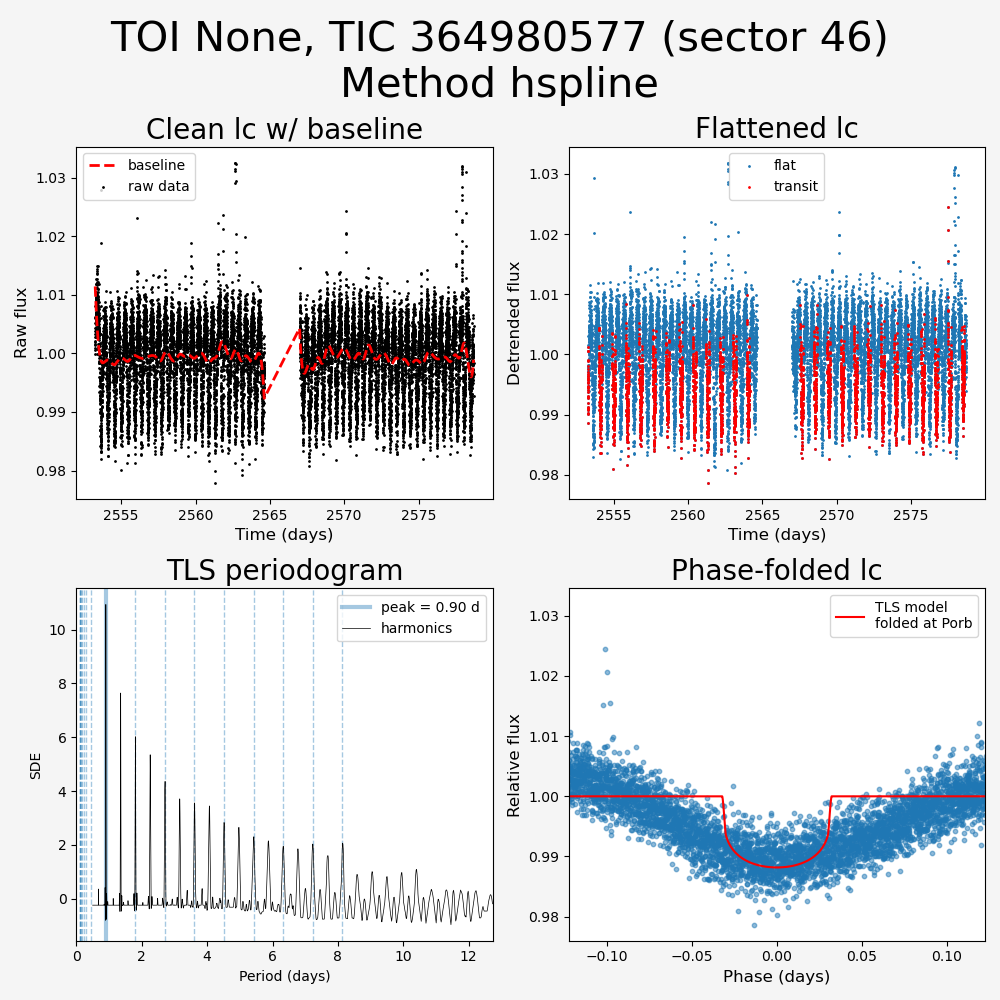 TOI None, TIC 364980577 (sector 46)
Method hspline
Clean lc w/ baseline
baseline
raw data
Raw flux
1.03
1.02
1.01
1.00
0.99
0.98
2555
2560
2565
2570
2575
Time (days)
Flattened lc
flat
transit
Detrended flux
1.03
1.02
1.01
1.00
0.99
0.98
2555
2560
2565
2570
2575
Time (days)
TLS periodogram
peak = 0.90 d
harmonics
SDE
10
8
6
4
2
0
0
2
4
6
8
10
12
Period (days)
Phase-folded lc
TLS model
folded at Porb
Relative flux
1.03
1.02
1.01
1.00
0.99
0.98
−0.10
−0.05
0.00
0.05
0.10
Phase (days)